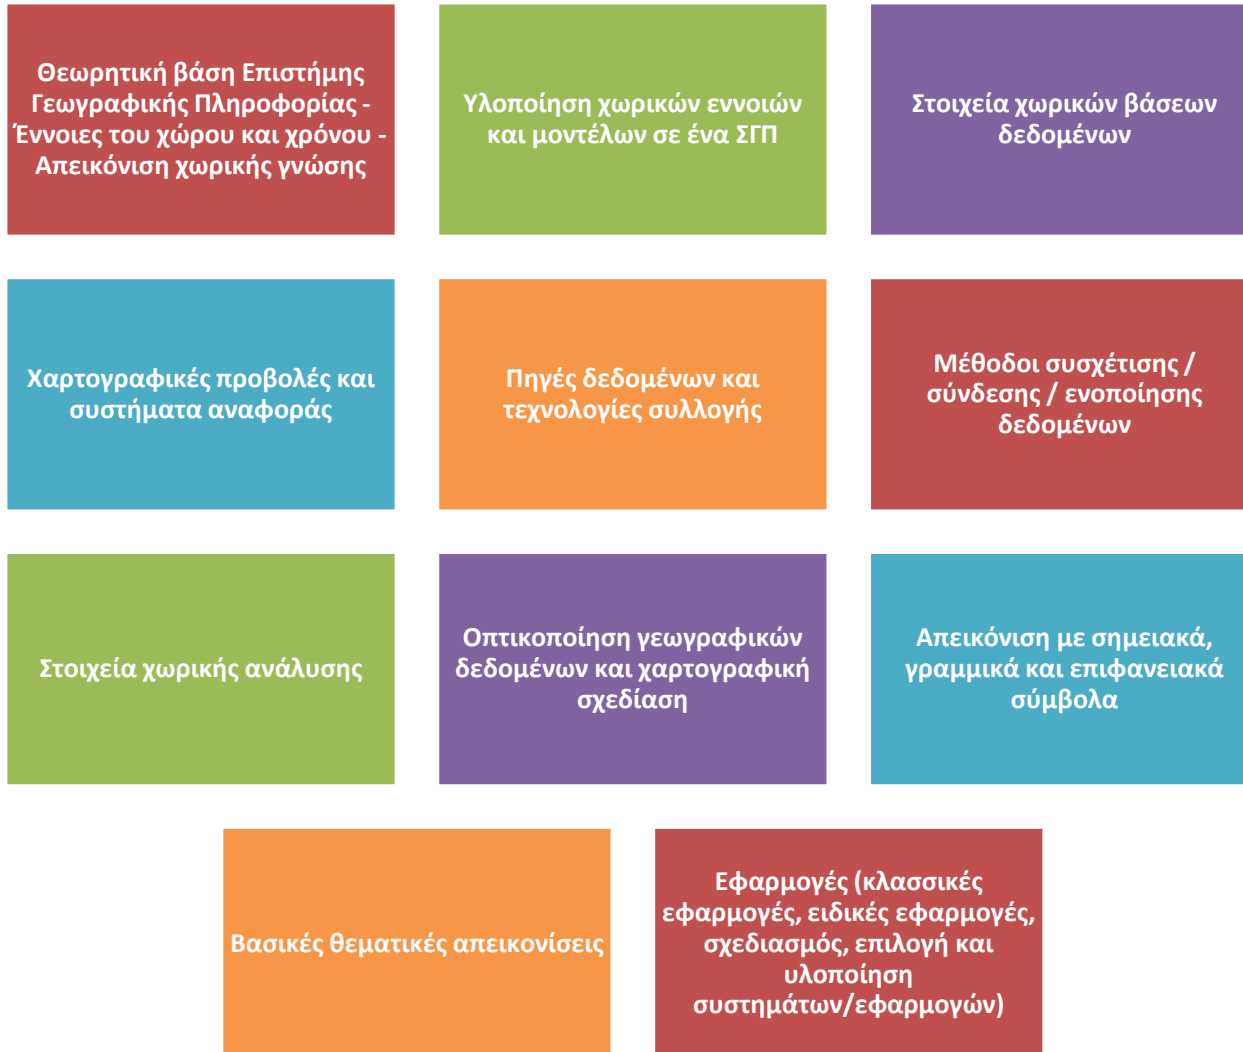 Θεωρητική βάση Επιστήμης
Γεωγραφικής Πληροφορίας -
Έννοιες του χώρου και χρόνου -
Απεικόνιση χωρικής γνώσης
Υλοποίηση χωρικών εννοιών
και μοντέλων σε ένα ΣΓΠ
Στοιχεία χωρικών βάσεων
δεδομένων
Χαρτογραφικές προβολές και
συστήματα αναφοράς
Πηγές δεδομένων και
τεχνολογίες συλλογής
Μέθοδοι συσχέτισης /
σύνδεσης / ενοποίησης
δεδομένων
Στοιχεία χωρικής ανάλυσης
Οπτικοποίηση γεωγραφικών
δεδομένων και χαρτογραφική
σχεδίαση
Απεικόνιση με σημειακά,
γραμμικά και επιφανειακά
σύμβολα
Βασικές θεματικές απεικονίσεις
Εφαρμογές (κλασσικές
εφαρμογές, ειδικές εφαρμογές,
σχεδιασμός, επιλογή και
υλοποίηση
συστημάτων/εφαρμογών)